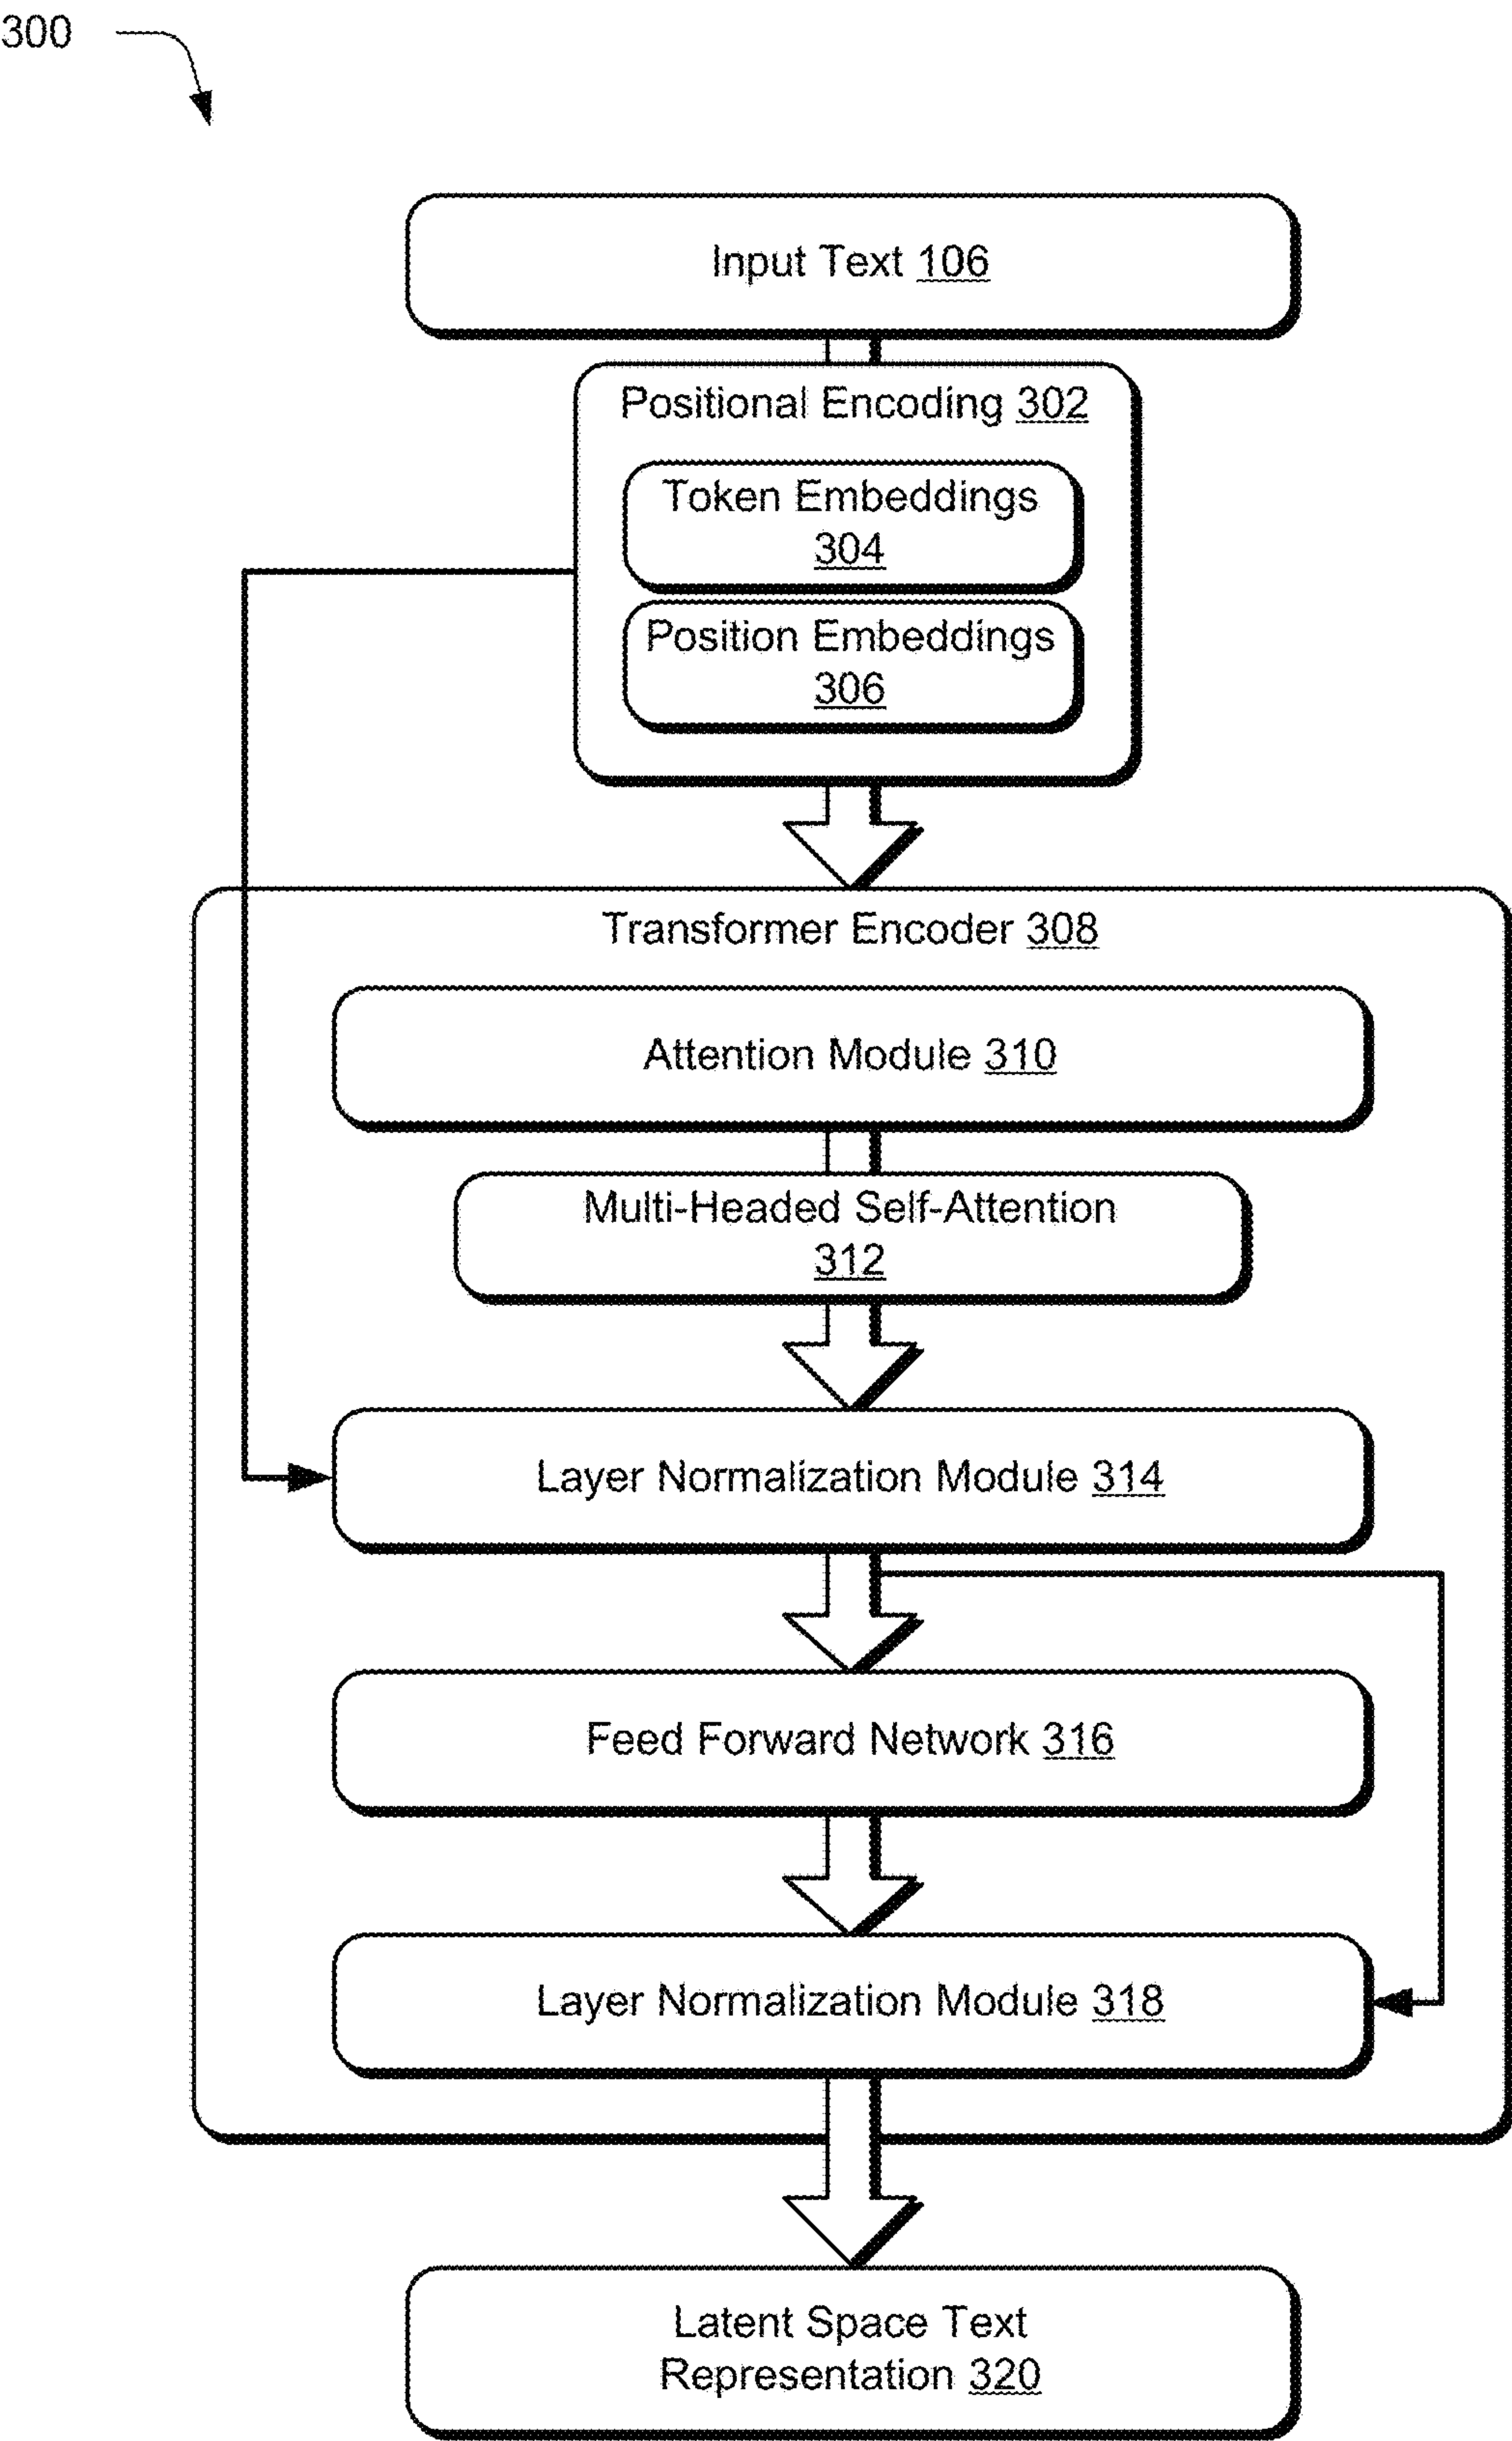 300
Input Text 106
Positional Encoding 302
Token Embeddings
304
Position Embeddings
306
Transformer Encoder 308
Attention Module 310
Multi-Headed Self-Attention
312
Layer Normalization Module 314
Feed Forward Network 316
Layer Normalization Module 318
Latent Space Text
Representation 320